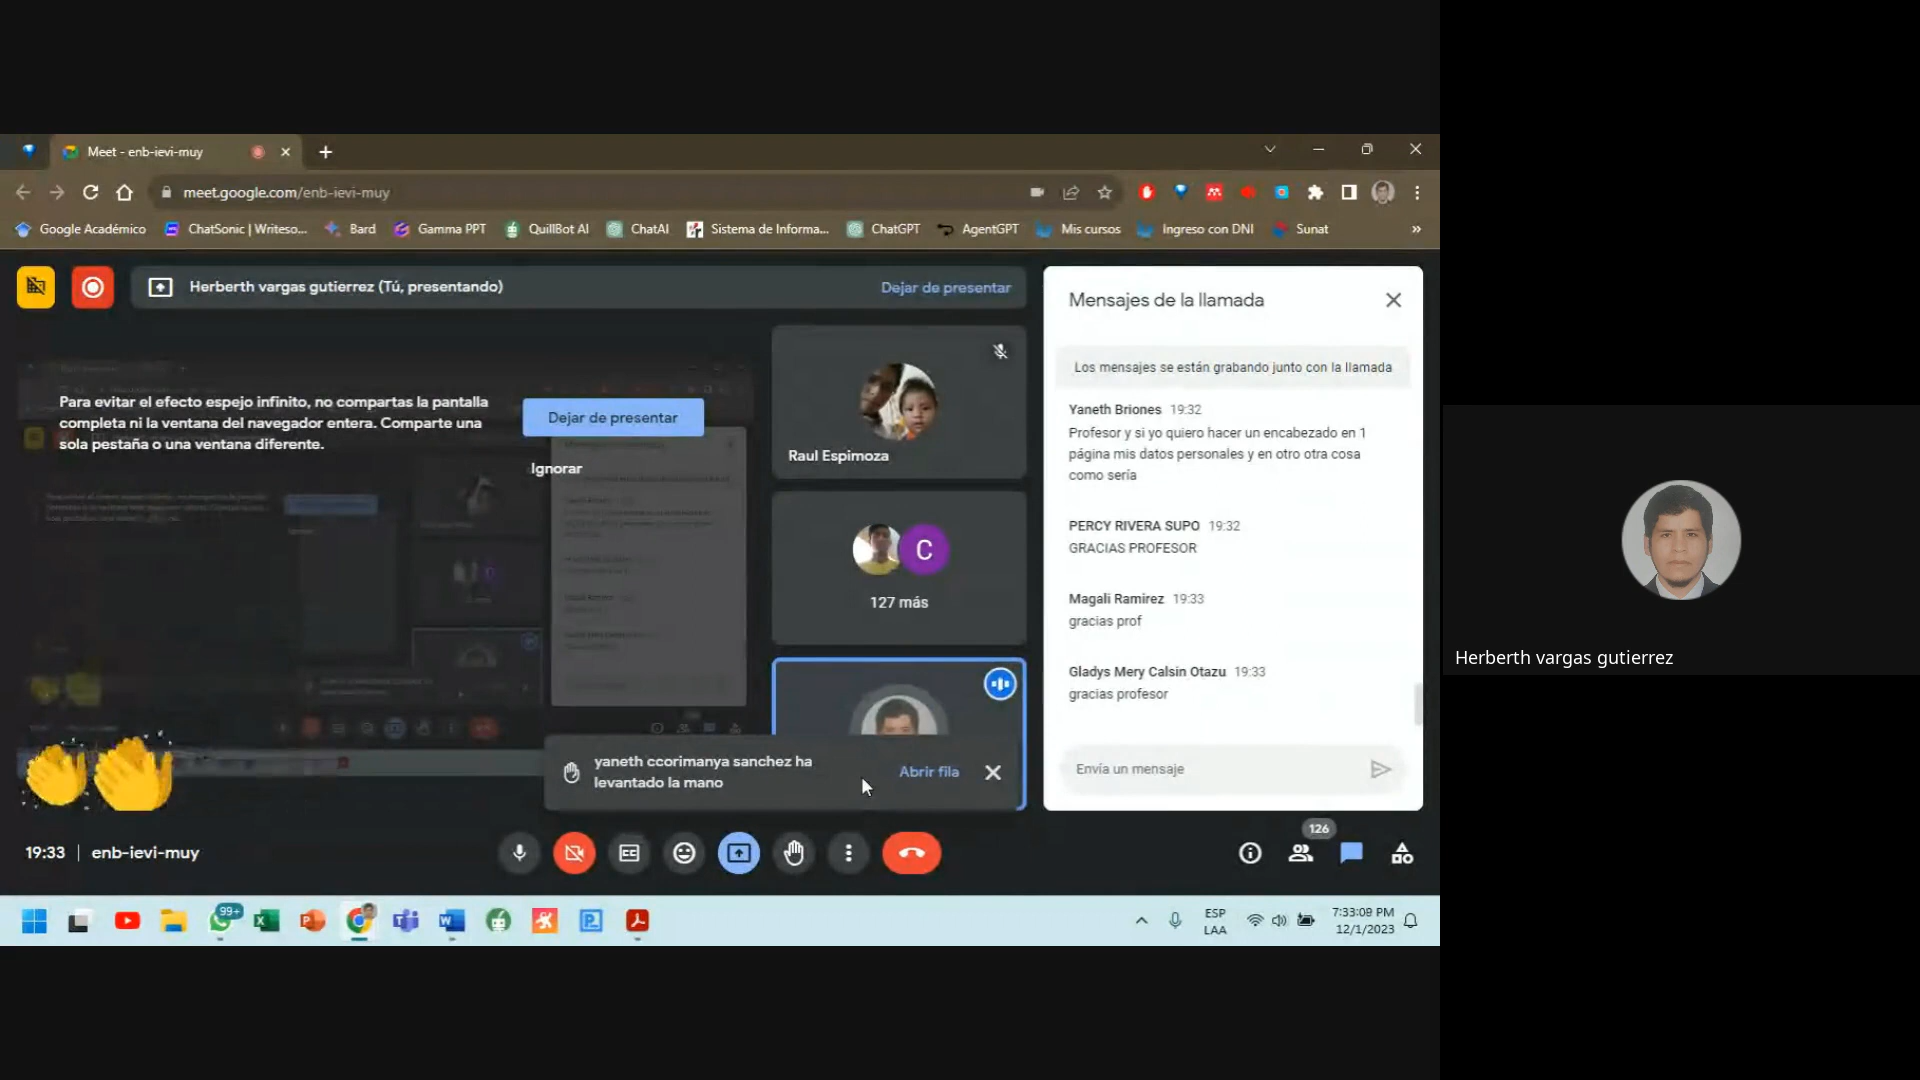 Meet - enb-ievi-muy
meet.google.com/enb-ievi-muy
Google Académico
ChatSonic | Writeso...
Bard
Gamma PPT
QuillBot AI
ChatAI
Sistema de Informa...
ChatGPT
AgentGPT
Mis cursos
Ingreso con DNI
Sunat
»
Herberth vargas gutierrez (Tú, presentando)
Dejar de presentar
Para evitar el efecto espejo infinito, no compartas la pantalla
completa ni la ventana del navegador entera. Comparte una
sola pestaña o una ventana diferente.
Dejar de presentar
Ignorar
Raul Espimoza
C
127 más
yaneth ccorimanya sanchez ha
levantado la mano
Abrir fila
Mensajes de la llamada
Los mensajes se están grabando junto con la llamada
Yaneth Briones 19:32
Profesor y si yo quiero hacer un encabezado en 1
página mis datos personales y en otro otra cosa
como sería
PERCY RIVERA SUPO 19:32
GRACIAS PROFESOR
Magali Ramirez 19:33
gracias prof
Gladys Mery Calsin Otazu 19:33
gracias profesor
Envía un mensaje
19:33 | enb-ievi-muy
126
99+
ESP
LAA
7:33:09 PM
12/1/2023
Herberth vargas gutierrez